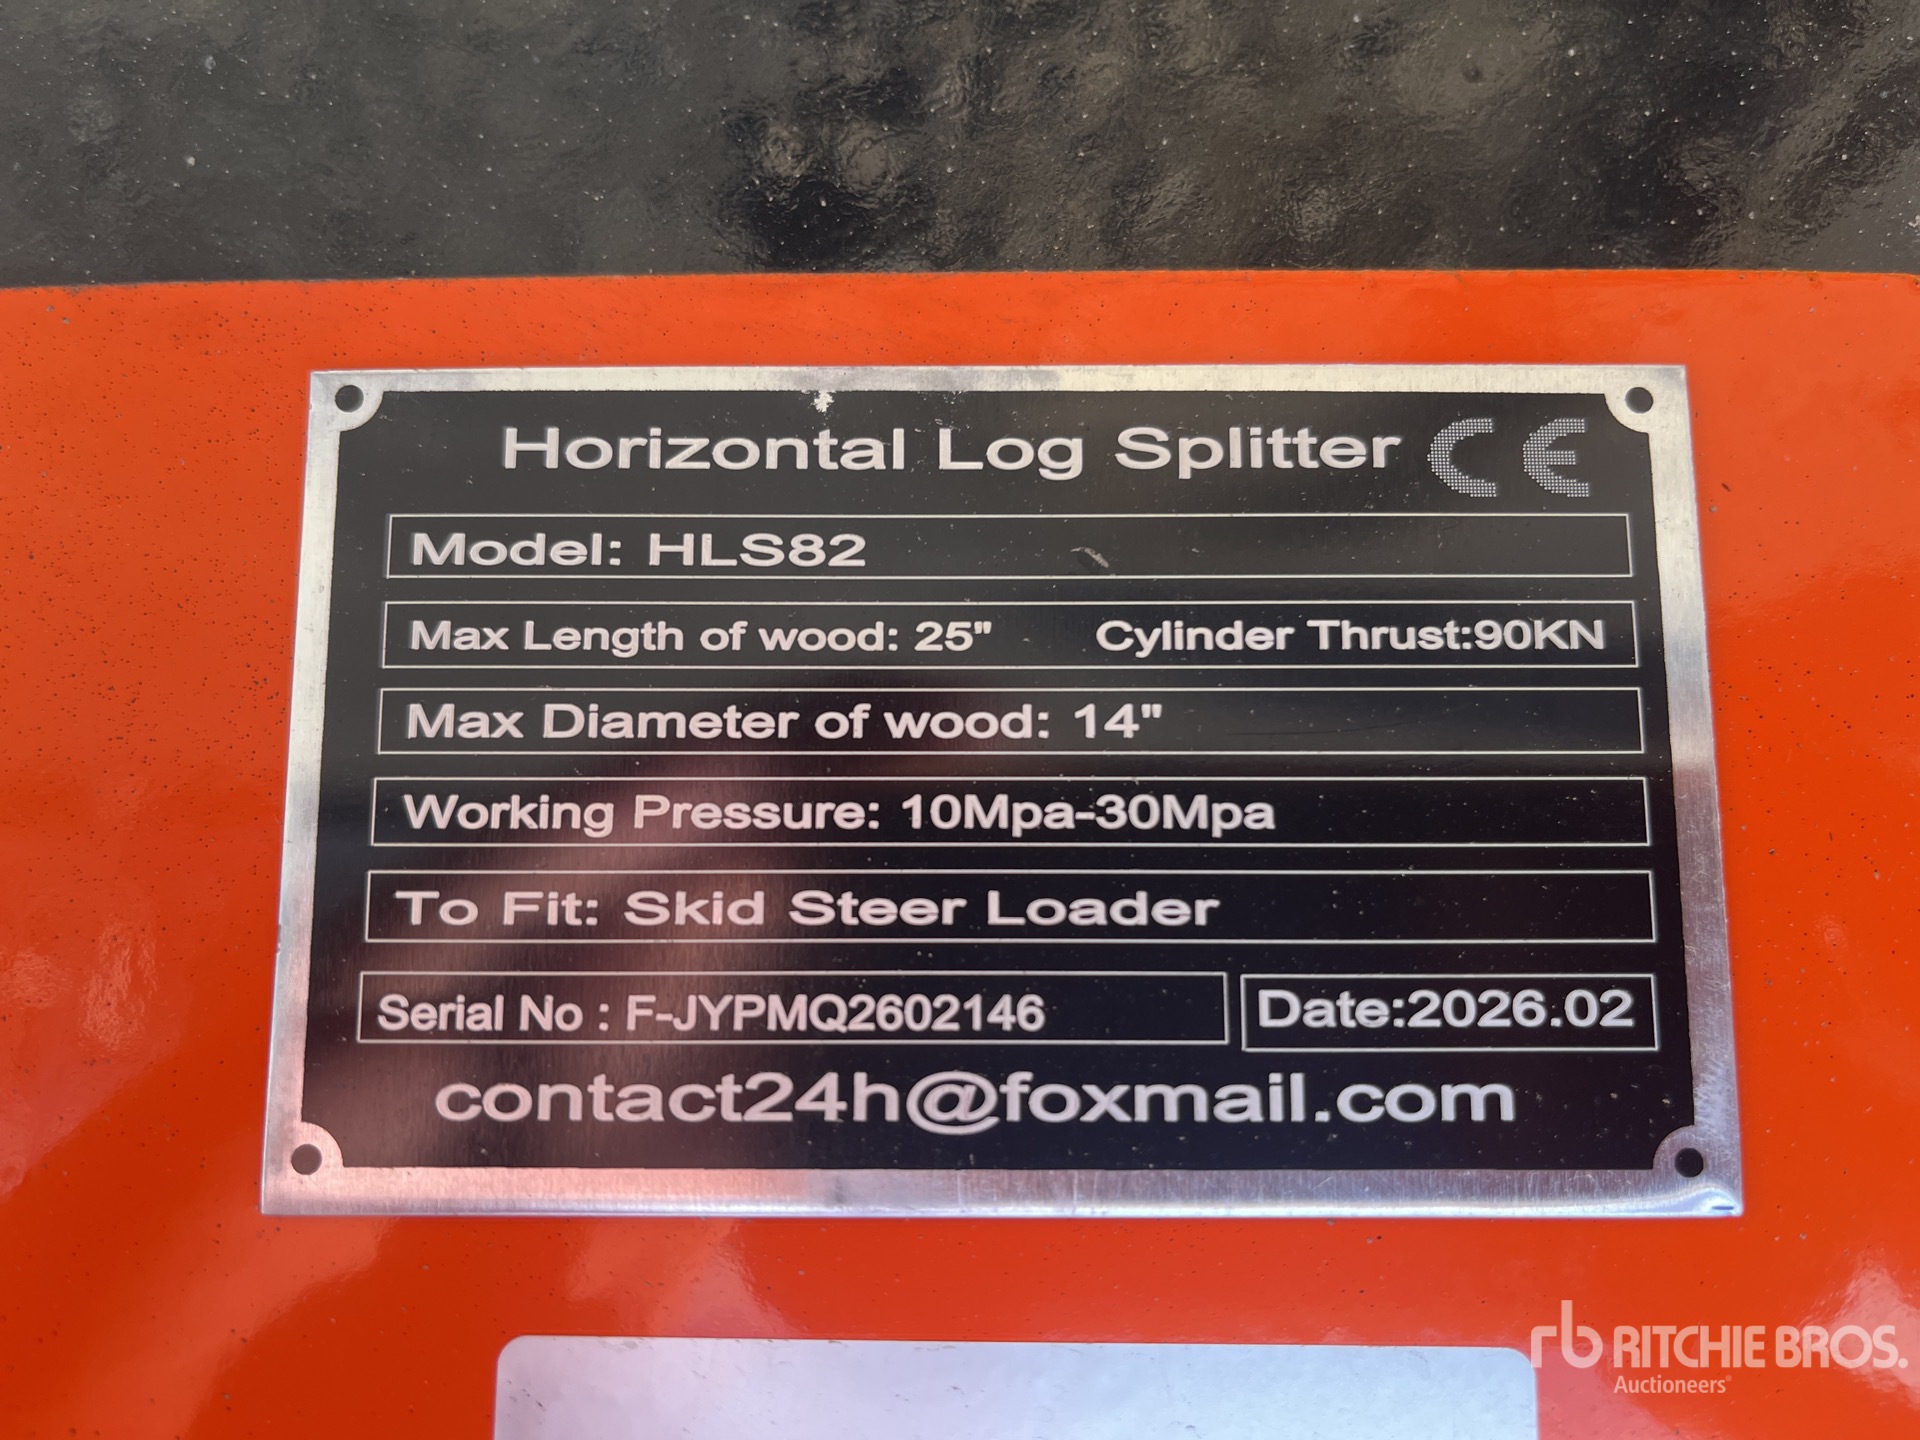 Horizontal Log Splitter CE
Model: HLS82
Max Length of wood: 25" Cylinder Thrust:90KN
Max Diameter of wood: 14"
Working Pressure: 10Mpa-30Mpa
To Fit: Skid Steer Loader
Serial No : F-JYPMQ2602146 Date:2026.02
contact24h@foxmail.com
rb RITCHIE BROS.
Auctioneers